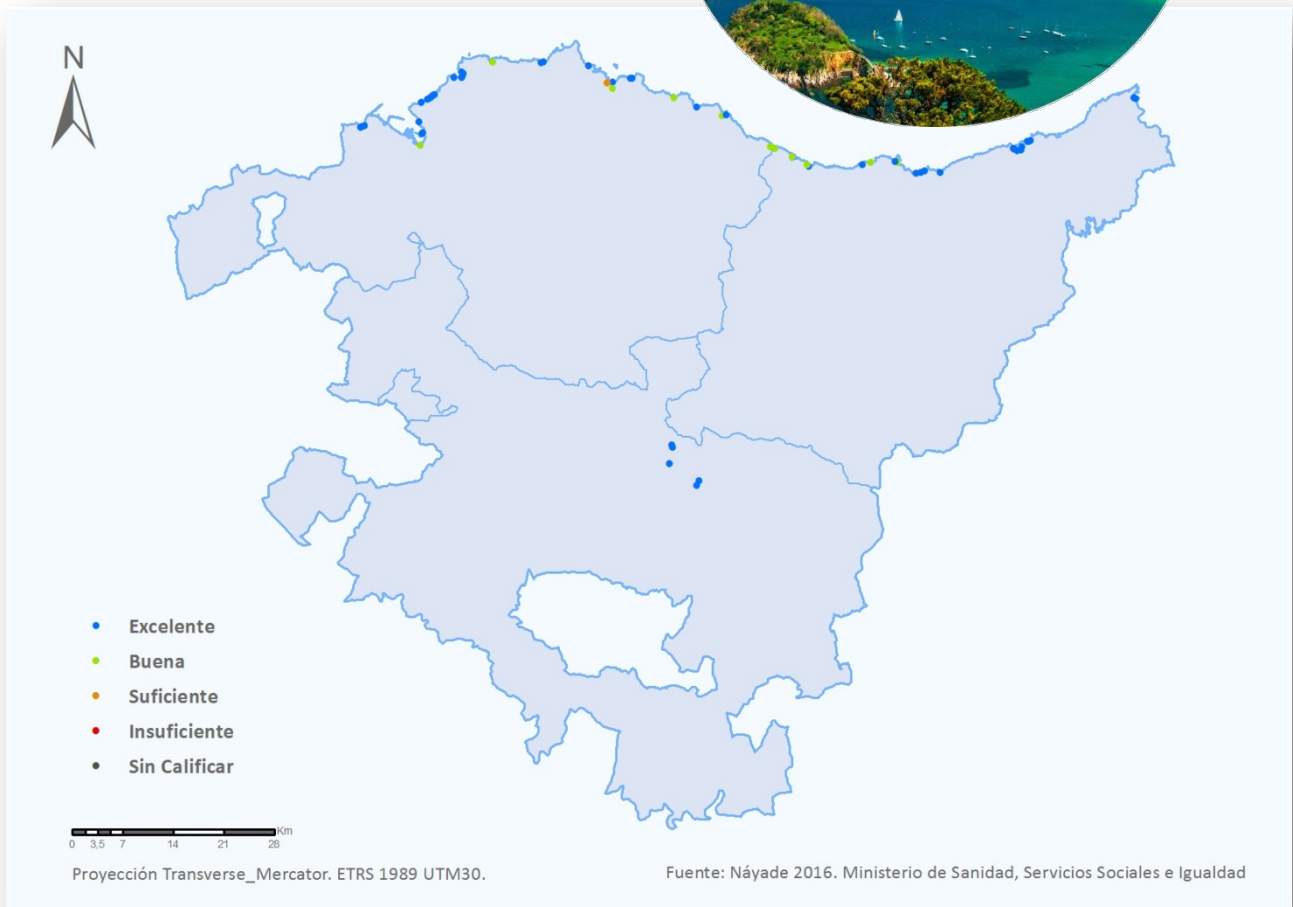 N
Excelente
Buena
Suficiente
Insuficiente
Sin Calificar
Km
0 3,5 7 14 21 28
Proyección Transverse_Mercator. ETRS 1989 UTM30.
Fuente: Náyade 2016. Ministerio de Sanidad, Servicios Sociales e Igualdad